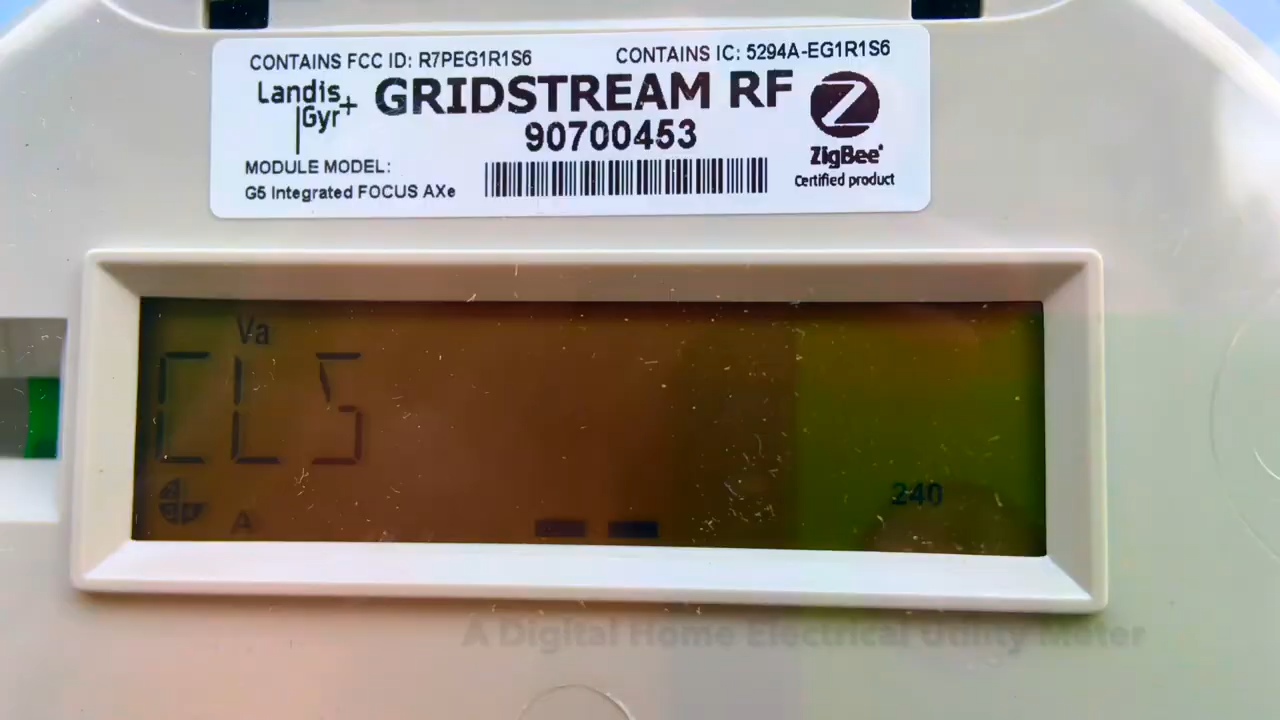 CONTAINS FCC ID: R7PEG1R1S6
CONTAINS IC: 5294A-EG1R1S6
Landis+
Gyr
GRIDSTREAM RF
90700453
Z
ZigBee®
Certified product
MODULE MODEL:
G5 Integrated FOCUS AXe
Va
CL5
A
240
A Digital Home Electrical Utility Meter